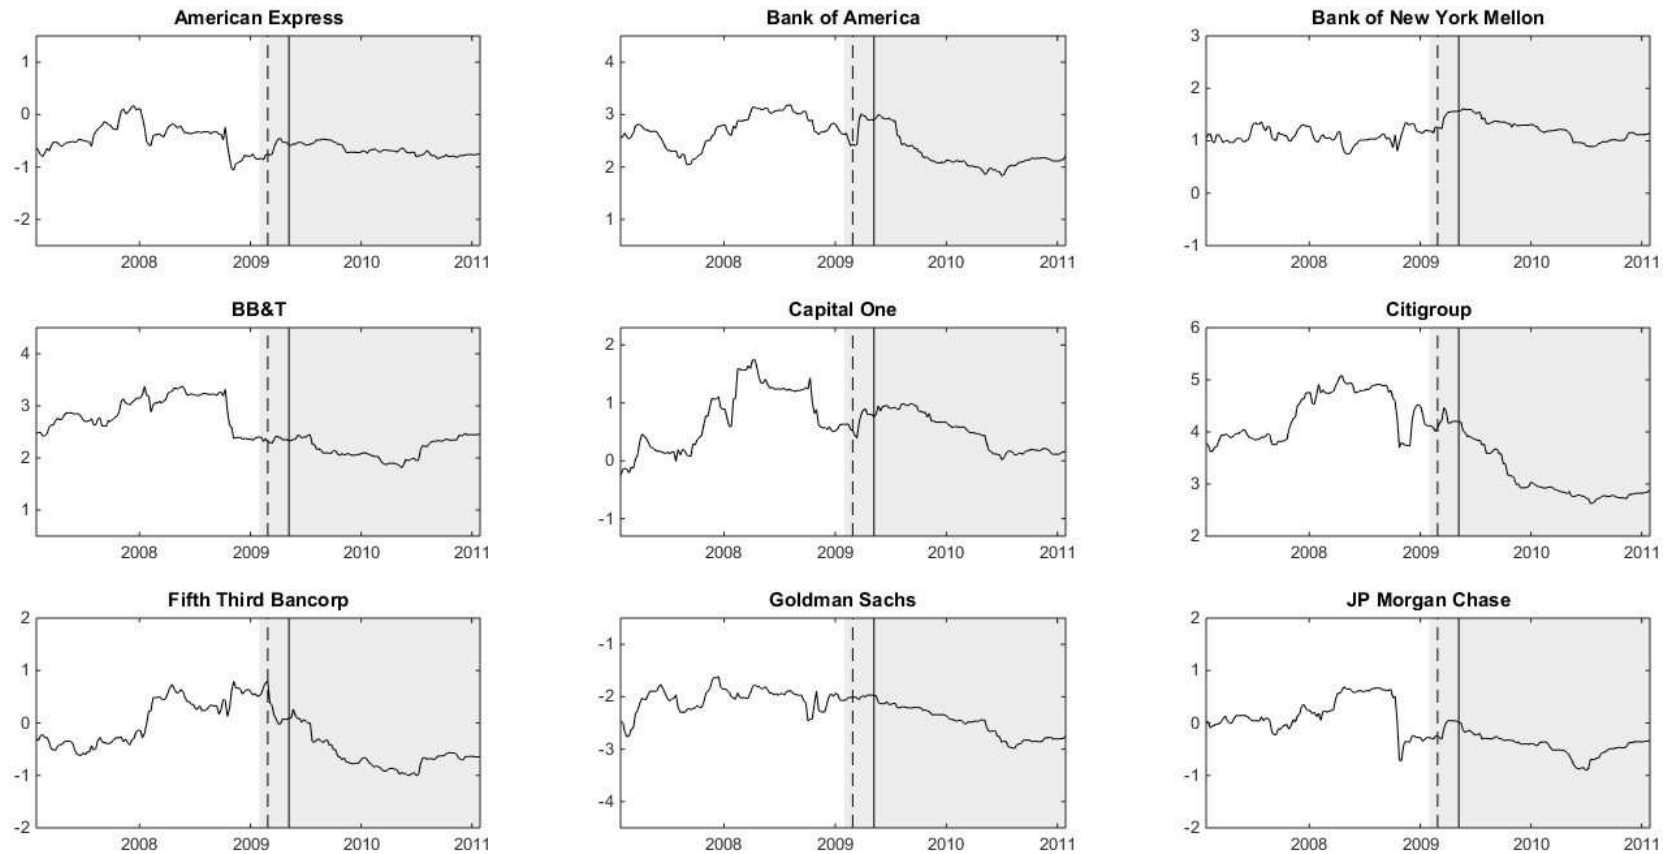 American Express
1
0
-1
-2
2008 2009 2010 2011
Bank of America
4
3
2
1
2008 2009 2010 2011
Bank of New York Mellon
3
2
1
0
-1
2008 2009 2010 2011
BB&T
4
3
2
1
2008 2009 2010 2011
Capital One
2
1
0
-1
2008 2009 2010 2011
Citigroup
6
5
4
3
2
2008 2009 2010 2011
Fifth Third Bancorp
2
1
0
-1
-2
2008 2009 2010 2011
Goldman Sachs
-1
-2
-3
-4
2008 2009 2010 2011
JP Morgan Chase
2
1
0
-1
-2
2008 2009 2010 2011